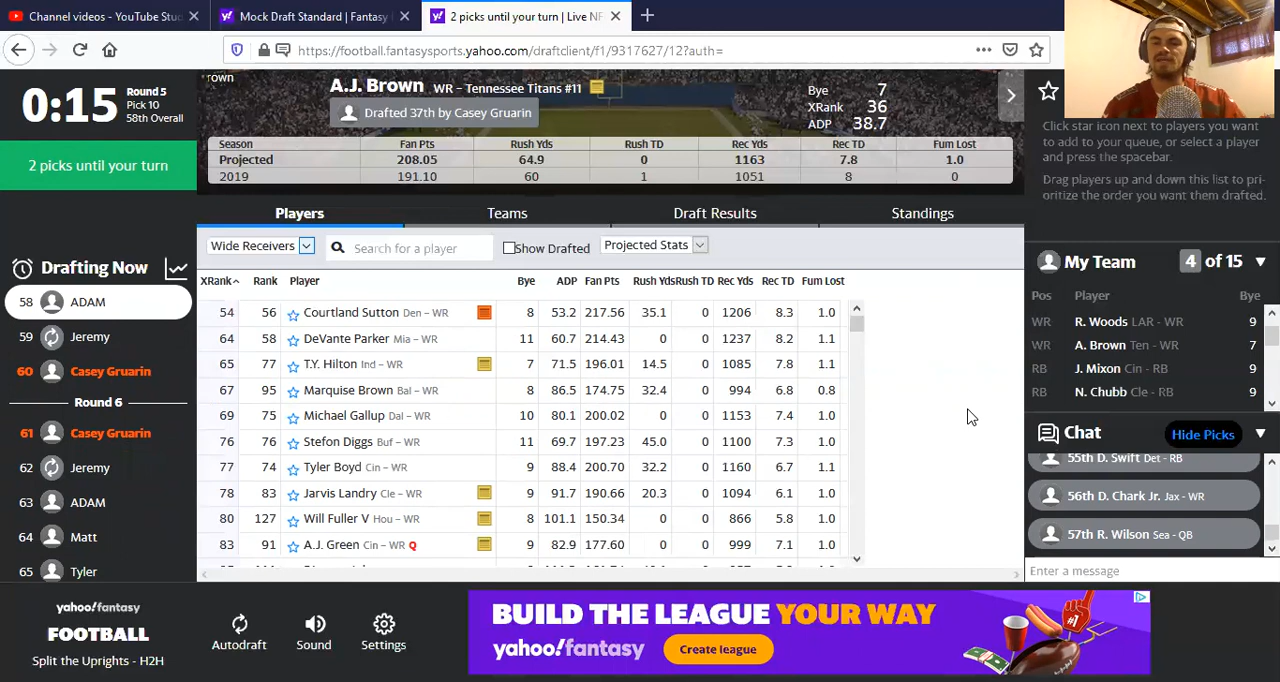 Channel videos - YouTube Stud
Mock Draft Standard | Fantasy
2 picks until your turn | Live NF
https://football.fantasysports.yahoo.com/draftclient/f1/9317627/12?auth=
0:15
Round 5
Pick 10
58th Overall
2 picks until your turn
rown
A.J. Brown WR – Tennessee Titans #11
Drafted 37th by Casey Gruarin
Bye 7
XRank 36
ADP 38.7
Season Fan Pts Rush Yds Rush TD Rec Yds Rec TD Fum Lost
Projected 208.05 64.9 0 1163 7.8 1.0
2019 191.10 60 1 1051 8 0
Click star icon next to players you want
to add to your queue, or select a player
and press the spacebar.
Drag players up and down this list to pri-
oritize the order you want them drafted.
Players Teams Draft Results Standings
Wide Receivers Search for a player Show Drafted Projected Stats
XRank Rank Player Bye ADP Fan Pts Rush Yds Rush TD Rec Yds Rec TD Fum Lost
54 56 Courtland Sutton Den – WR 8 53.2 217.56 35.1 0 1206 8.3 1.0
64 58 DeVante Parker Mia – WR 11 60.7 214.43 0 0 1237 8.2 1.1
65 77 T.Y. Hilton Ind – WR 7 71.5 196.01 14.5 0 1085 7.8 1.1
67 95 Marquise Brown Bal – WR 8 86.5 174.75 32.4 0 994 6.8 0.8
69 75 Michael Gallup Dal – WR 10 80.1 200.02 0 0 1153 7.4 1.0
76 76 Stefon Diggs Buf – WR 11 69.7 197.23 45.0 0 1100 7.3 1.0
77 74 Tyler Boyd Cin – WR 9 88.4 200.70 32.2 0 1160 6.7 1.1
78 83 Jarvis Landry Cle – WR 9 91.7 190.66 20.3 0 1094 6.1 1.0
80 127 Will Fuller V Hou – WR 8 101.1 150.34 0 0 866 5.8 1.0
83 91 A.J. Green Cin – WR Q 9 82.9 177.60 0 0 999 7.1 1.0
Drafting Now
58 ADAM
59 Jeremy
60 Casey Gruarin
Round 6
61 Casey Gruarin
62 Jeremy
63 ADAM
64 Matt
65 Tyler
My Team 4 of 15
Pos Player Bye
WR R. Woods LAR - WR 9
WR A. Brown Ten - WR 7
RB J. Mixon Cin - RB 9
RB N. Chubb Cle - RB 9
Chat Hide Picks
55th D. Swift Det - RB
56th D. Chark Jr. Jax - WR
57th R. Wilson Sea - QB
Enter a message
yahoo!fantasy
FOOTBALL
Split the Uprights - H2H
Autodraft Sound Settings
BUILD THE LEAGUE YOUR WAY
yahoo!fantasy Create league
#1